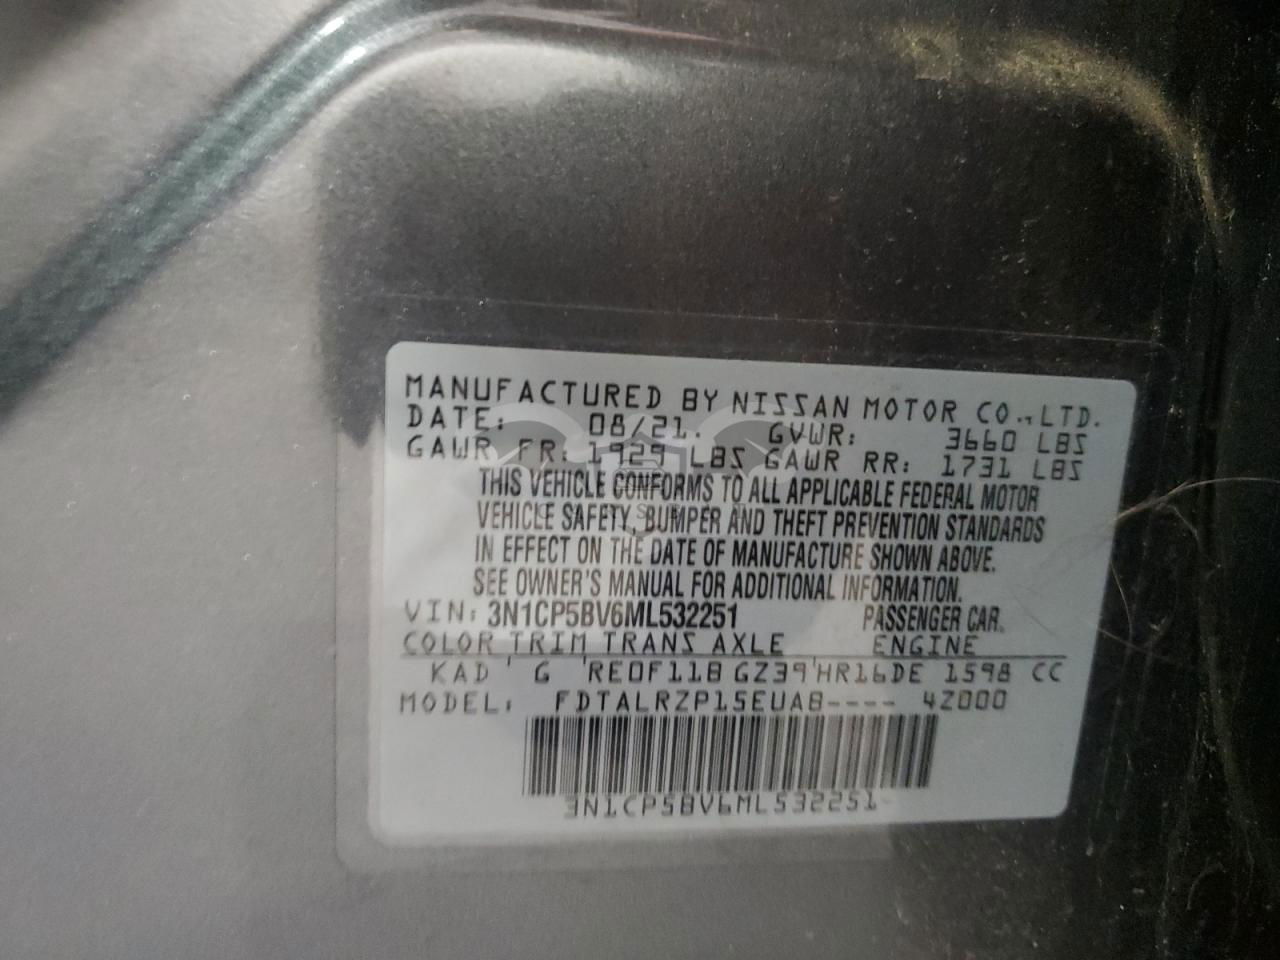 MANUFACTURED BY NISSAN MOTOR CO.,LTD.
DATE: 08/21. GVWR: 3660 LBS
GAWR FR: 1929 LBS GAWR RR: 1731 LBS
THIS VEHICLE CONFORMS TO ALL APPLICABLE FEDERAL MOTOR
VEHICLE SAFETY, BUMPER AND THEFT PREVENTION STANDARDS
IN EFFECT ON THE DATE OF MANUFACTURE SHOWN ABOVE.
SEE OWNER'S MANUAL FOR ADDITIONAL INFORMATION.
VIN: 3N1CP5BV6ML532251 PASSENGER CAR.
COLOR TRIM TRANS AXLE ENGINE
KAD G RE0F11B GZ39 HR16DE 1598 CC
MODEL: FDTALRZP15EUA8---- 4Z000
3N1CP5BV6ML532251